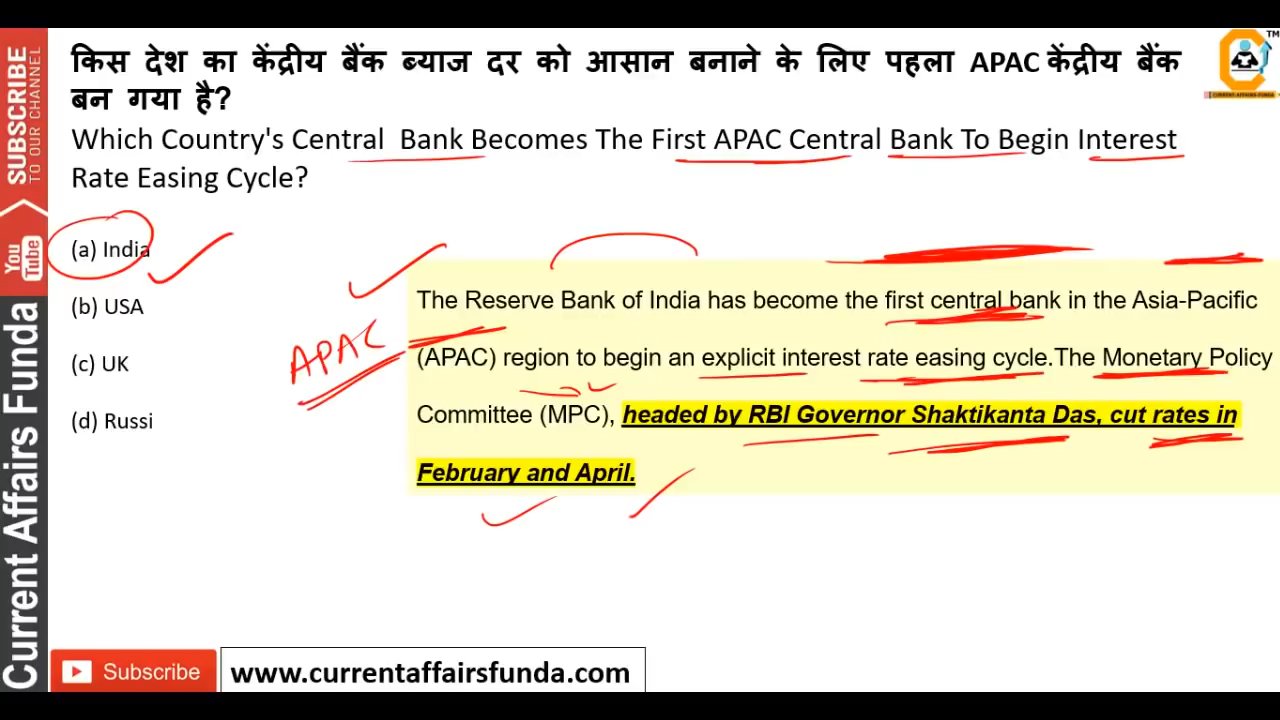 किस देश का केंद्रीय बैंक ब्याज दर को आसान बनाने के लिए पहला APAC केंद्रीय बैंक
बन गया है?
Which Country's Central Bank Becomes The First APAC Central Bank To Begin Interest
Rate Easing Cycle?
(a) India
(b) USA
(c) UK
(d) Russi
The Reserve Bank of India has become the first central bank in the Asia-Pacific
(APAC) region to begin an explicit interest rate easing cycle.The Monetary Policy
Committee (MPC), headed by RBI Governor Shaktikanta Das, cut rates in
February and April.
APAC
SUBSCRIBE
TO OUR CHANNEL
You
Tube
Current Affairs Funda
TM
CURRENT-AFFAIRS-FUNDA
Subscribe
www.currentaffairsfunda.com